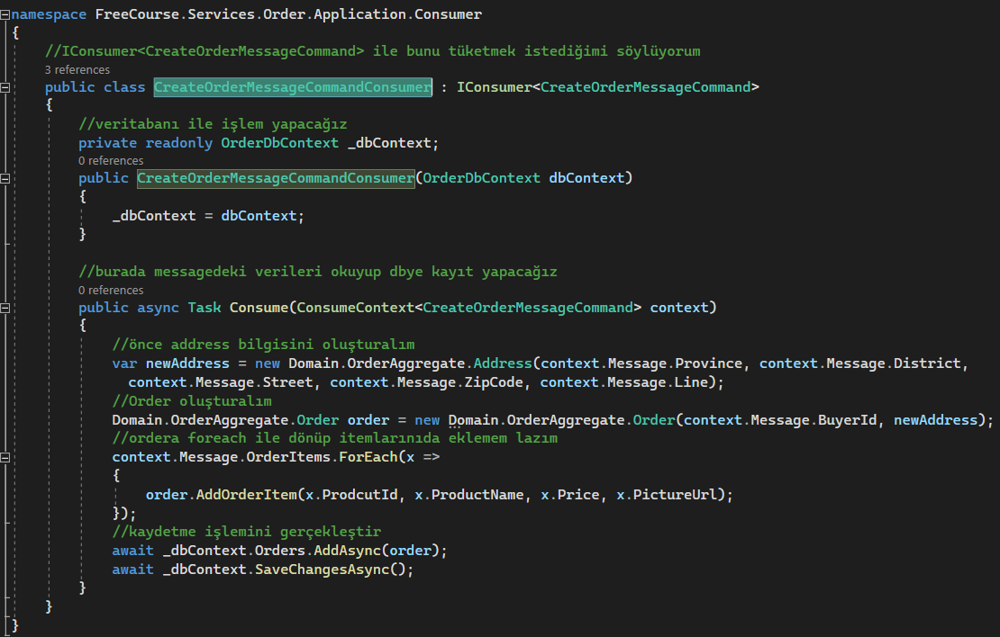 namespace FreeCourse.Services.Order.Application.Consumer
{
//IConsumer<CreateOrderMessageCommand> ile bunu tüketmek istediğimi söylüyorum
3 references
public class CreateOrderMessageCommandConsumer : IConsumer<CreateOrderMessageCommand>
{
//veritabanı ile işlem yapacağız
private readonly OrderDbContext _dbContext;
0 references
public CreateOrderMessageCommandConsumer(OrderDbContext dbContext)
{
_dbContext = dbContext;
}
//burada messagedeki verileri okuyup dbye kayıt yapacağız
0 references
public async Task Consume(ConsumeContext<CreateOrderMessageCommand> context)
{
//önce address bilgisini oluşturalım
var newAddress = new Domain.OrderAggregate.Address(context.Message.Province, context.Message.District,
context.Message.Street, context.Message.ZipCode, context.Message.Line);
//Order oluşturalım
Domain.OrderAggregate.Order order = new Domain.OrderAggregate.Order(context.Message.BuyerId, newAddress);
//ordera foreach ile dönüp itemlarınıda eklemem lazım
context.Message.OrderItems.ForEach(x =>
{
order.AddOrderItem(x.ProdcutId, x.ProductName, x.Price, x.PictureUrl);
});
//kaydetme işlemini gerçekleştir
await _dbContext.Orders.AddAsync(order);
await _dbContext.SaveChangesAsync();
}
}
}